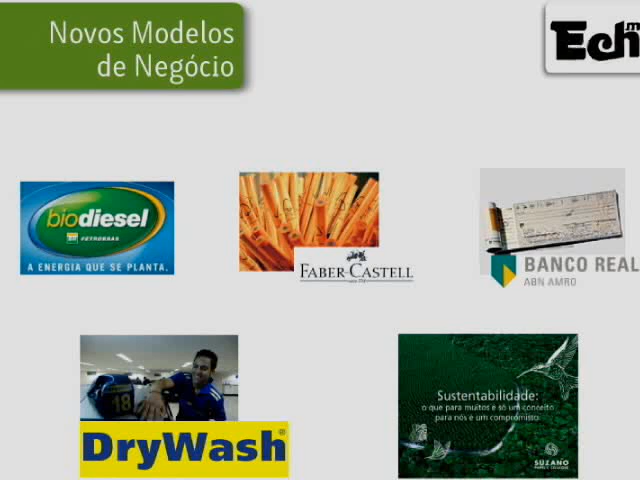 Novos Modelos
de Negócio
Ech
biodiesel
PETROBRAS
A ENERGIA QUE SE PLANTA.
FABER-CASTELL
BANCO REAL
ABN AMRO
18
DryWash®
Sustentabilidade:
o que para muitos é só um conceito
para nós é um compromisso.
SUZANO